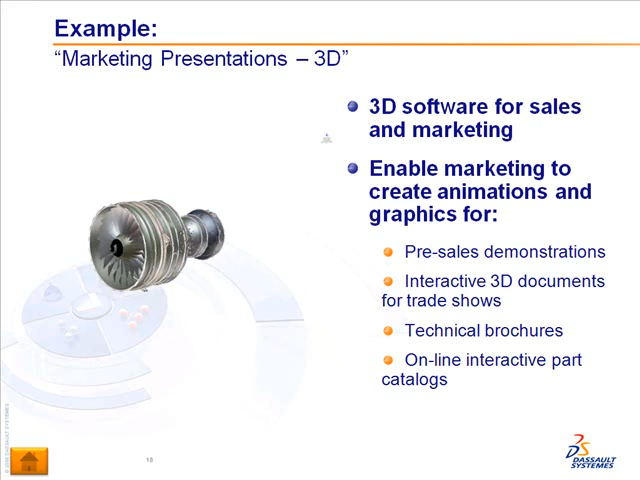 Example:
“Marketing Presentations – 3D”
3D software for sales
and marketing
Enable marketing to
create animations and
graphics for:
Pre-sales demonstrations
Interactive 3D documents
for trade shows
Technical brochures
On-line interactive part
catalogs
18
DASSAULT
SYSTEMES